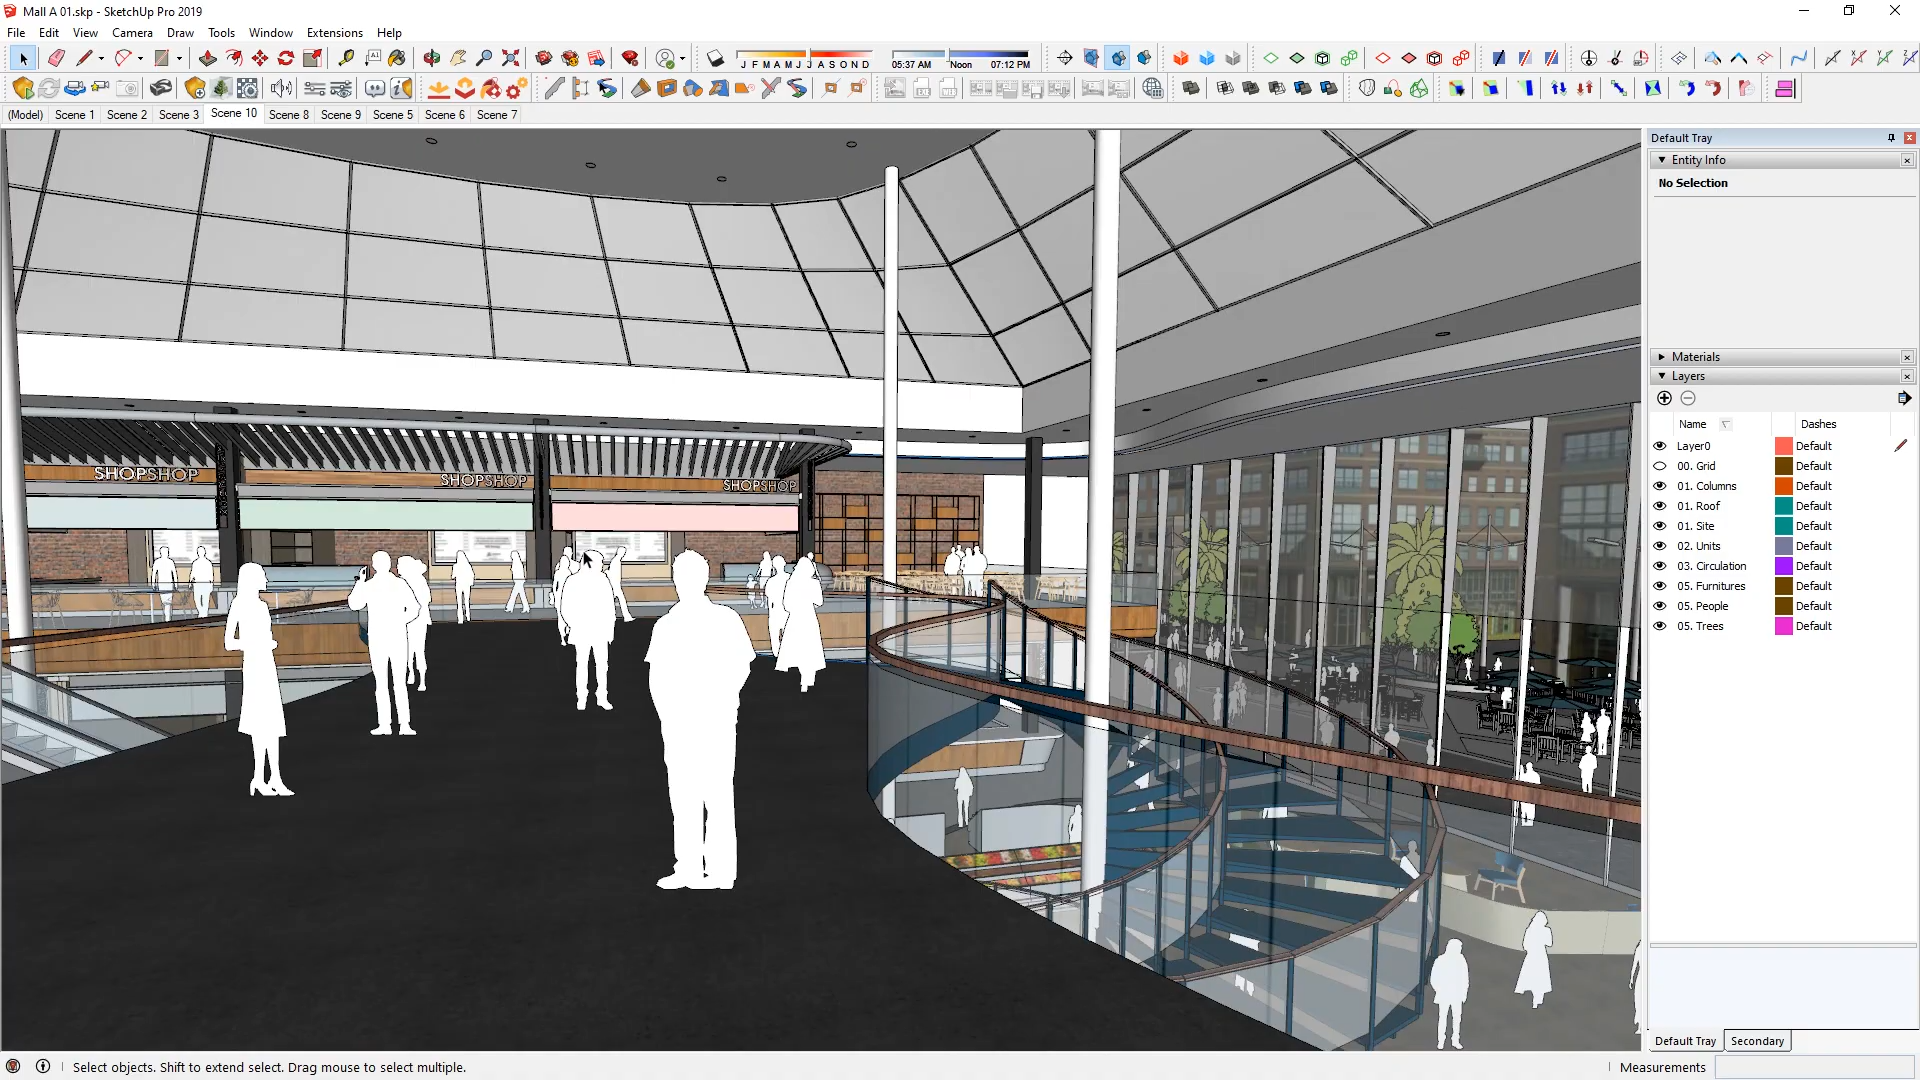 Mall A 01.skp - SketchUp Pro 2019
File Edit View Camera Draw Tools Window Extensions Help
J F M A M J J A S O N D 05:37 AM Noon 07:12 PM
(Model) Scene 1 Scene 2 Scene 3 Scene 10 Scene 8 Scene 9 Scene 5 Scene 6 Scene 7
Default Tray
Entity Info
No Selection
Materials
Layers
Name Dashes
Layer0 Default
00. Grid Default
01. Columns Default
01. Roof Default
01. Site Default
02. Units Default
03. Circulation Default
05. Furnitures Default
05. People Default
05. Trees Default
SHOPSHOP
SHOPSHOP
SHOPSHOP
Default Tray Secondary
Select objects. Shift to extend select. Drag mouse to select multiple.
Measurements